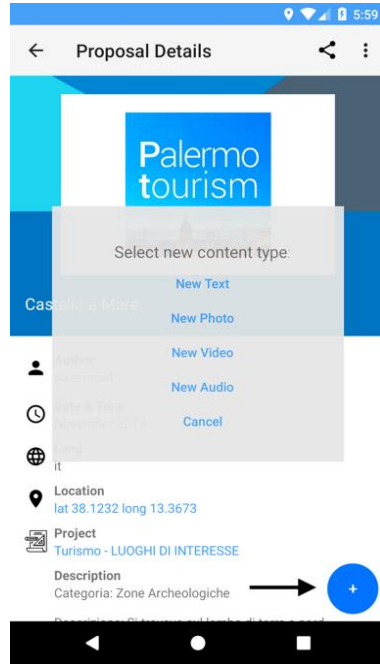 5:59
Proposal Details
Palermo
tourism
Select new content type:
New Text
Castello a Mare
New Photo
New Video
Author
New Audio
Date & Time
Cancel
Lang
it
Location
lat 38.1232 long 13.3673
Project
Turismo - LUOGHI DI INTERESSE
Description
Categoria: Zone Archeologiche
+